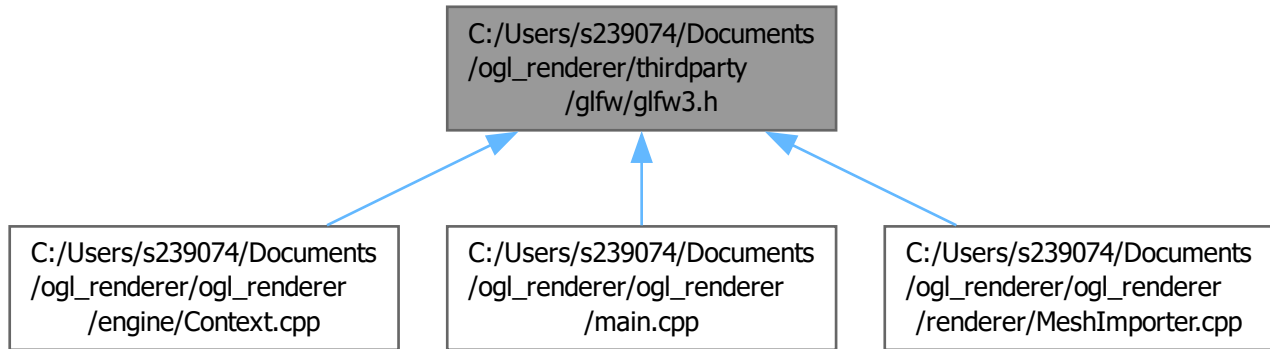 C:/Users/s239074/Documents
/ogl_renderer/thirdparty
/glfw/glfw3.h
C:/Users/s239074/Documents
/ogl_renderer/ogl_renderer
/engine/Context.cpp
C:/Users/s239074/Documents
/ogl_renderer/ogl_renderer
/main.cpp
C:/Users/s239074/Documents
/ogl_renderer/ogl_renderer
/renderer/MeshImporter.cpp